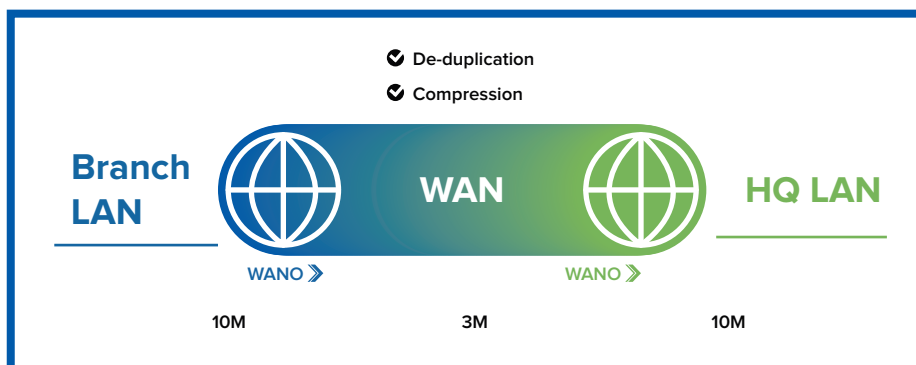 De-duplication
Compression
Branch
LAN
WAN
HQ LAN
WANO
WANO
10M
3M
10M